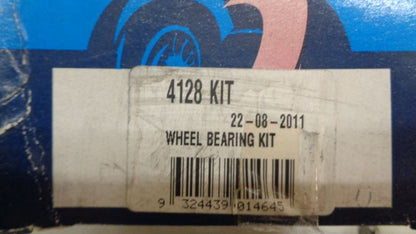 4128 KIT
22-08-2011
WHEEL BEARING KIT
9 324439 014645